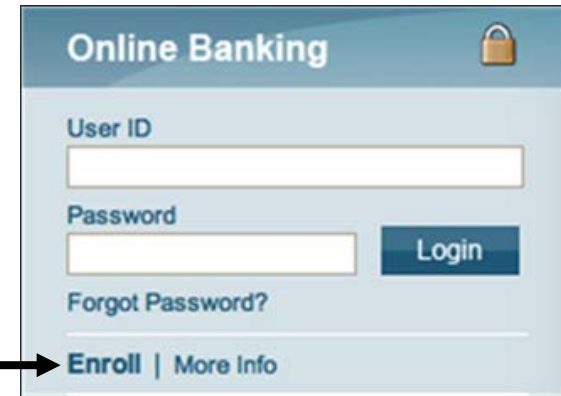 Online Banking
User ID
Password
Login
Forgot Password?
Enroll | More Info